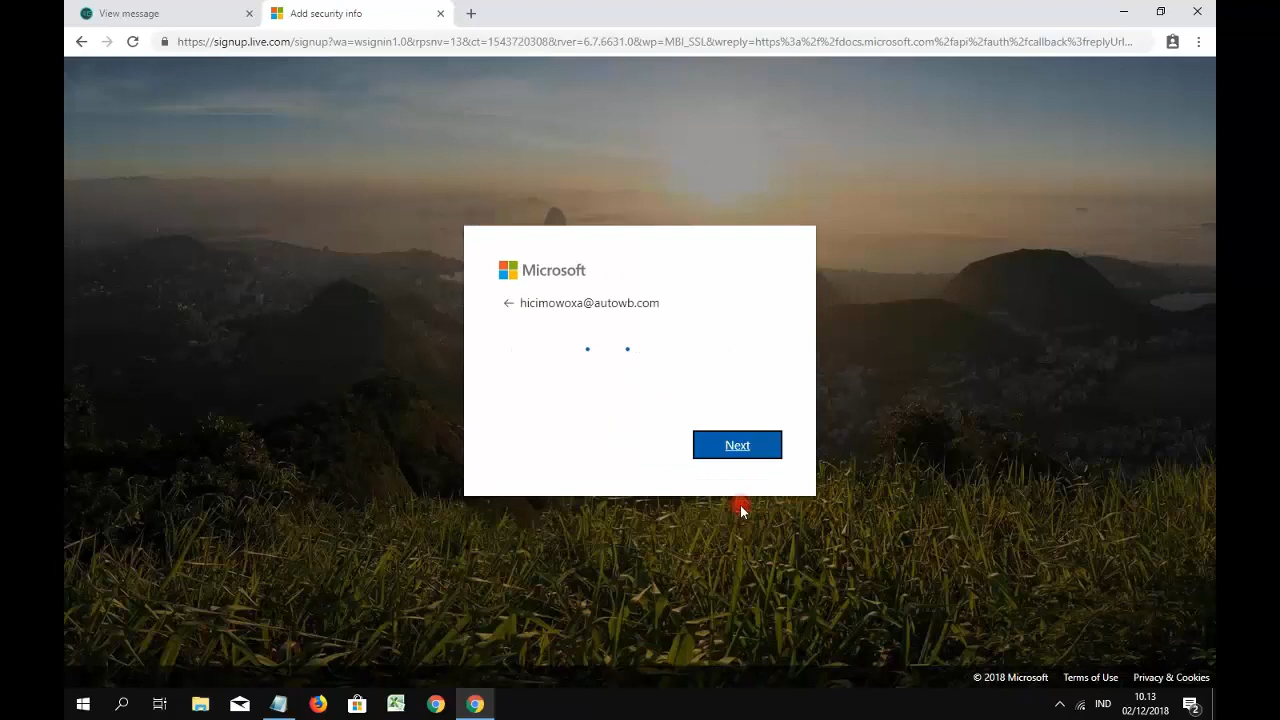 View message
Add security info
https://signup.live.com/signup?wa=wsignin1.0&rpsnv=13&ct=1543720308&rver=6.7.6631.0&wp=MBI_SSL&wreply=https%3a%2f%2fdocs.microsoft.com%2fapi%2fauth%2fcallback%3freplyUrl...
Microsoft
← hicimowoxa@autowb.com
Next
© 2018 Microsoft Terms of Use Privacy & Cookies
IND
10.13
02/12/2018
2